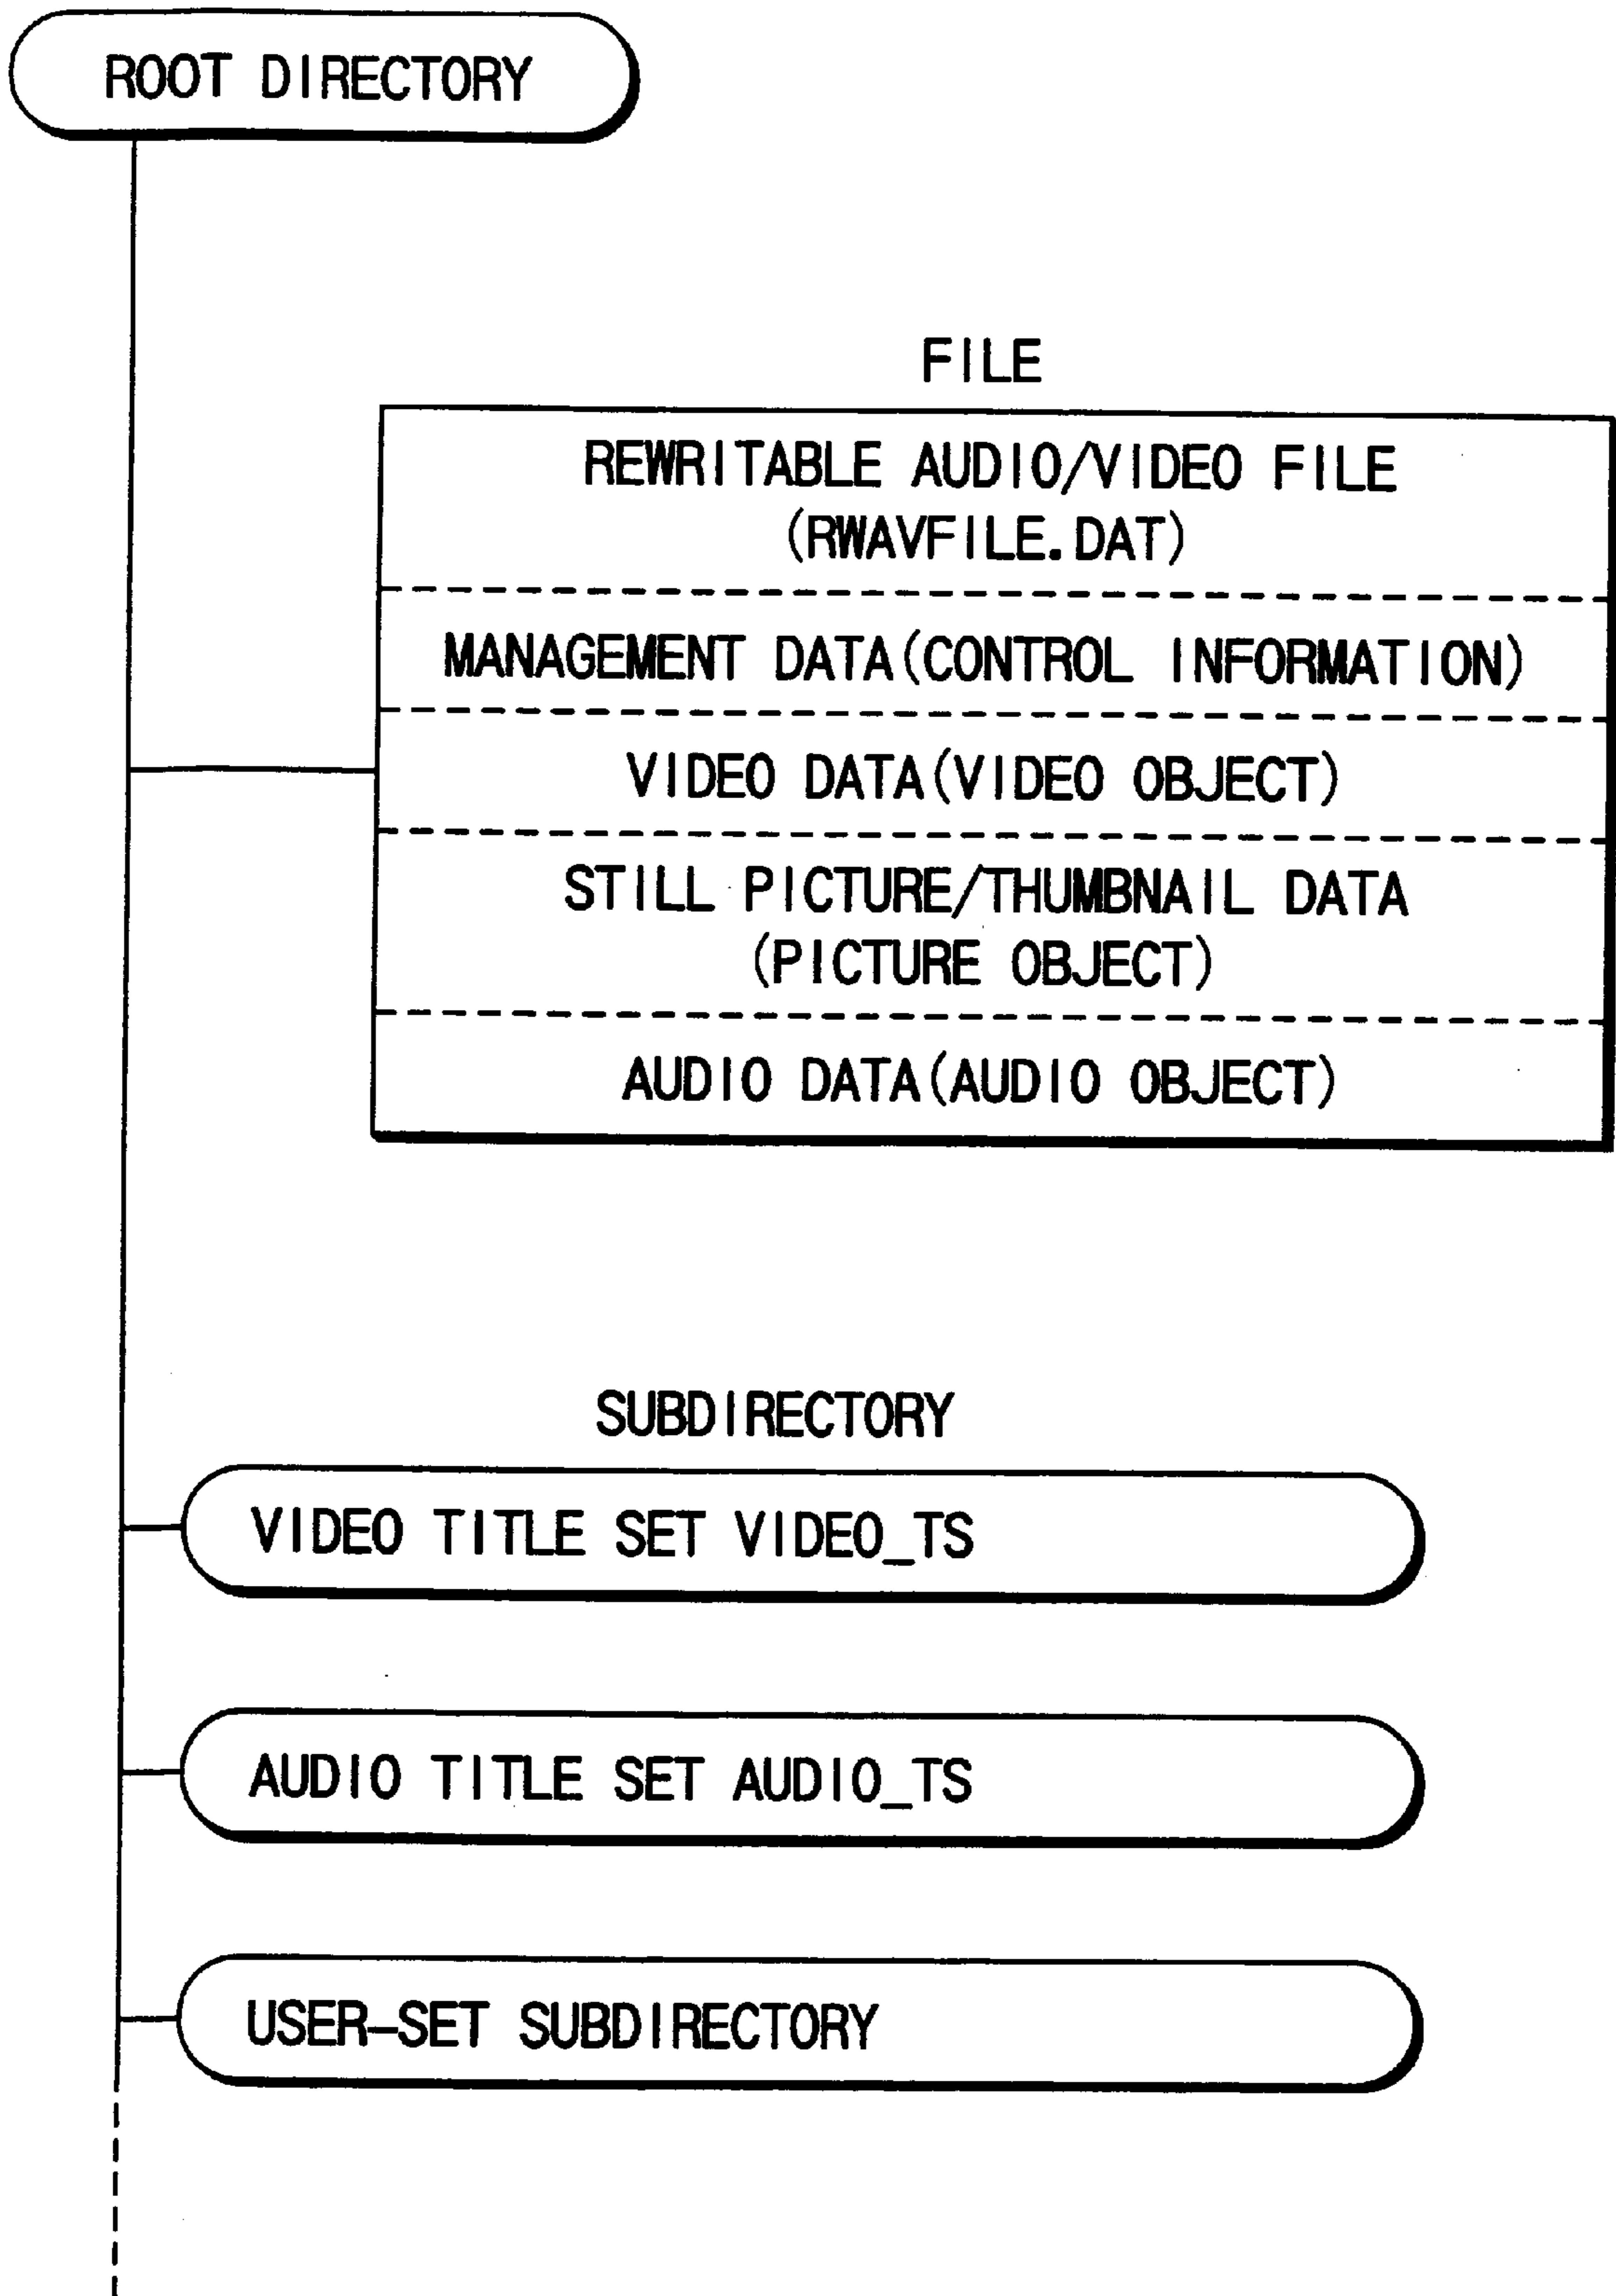 ROOT DIRECTORY
FILE
REWRITABLE AUDIO/VIDEO FILE
(RWAVFILE.DAT)
MANAGEMENT DATA(CONTROL INFORMATION)
VIDEO DATA(VIDEO OBJECT)
STILL PICTURE/THUMBNAIL DATA
(PICTURE OBJECT)
AUDIO DATA(AUDIO OBJECT)
SUBDIRECTORY
VIDEO TITLE SET VIDEO_TS
AUDIO TITLE SET AUDIO_TS
USER-SET SUBDIRECTORY